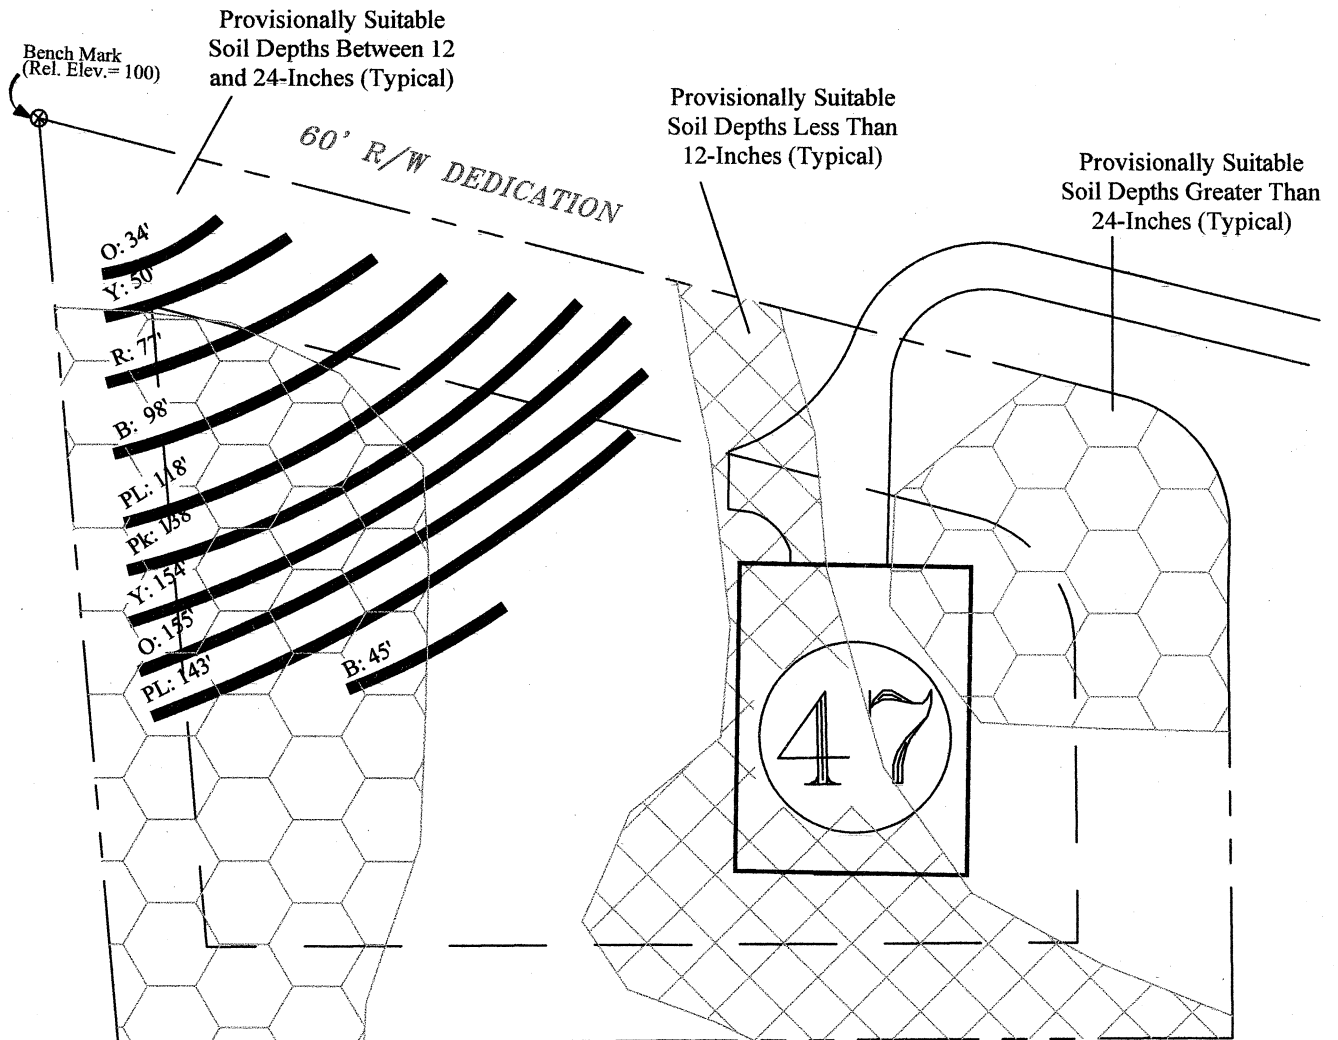 Provisionally Suitable
Soil Depths Between 12
and 24-Inches (Typical)
Bench Mark
(Rel. Elev.= 100)
Provisionally Suitable
Soil Depths Less Than
12-Inches (Typical)
60' R/W DEDICATION
Provisionally Suitable
Soil Depths Greater Than
24-Inches (Typical)
O: 34'
Y: 50'
R: 77'
B: 98'
PL: 118'
Pk: 138'
Y: 154'
O: 155'
PL: 143'
B: 45'
47